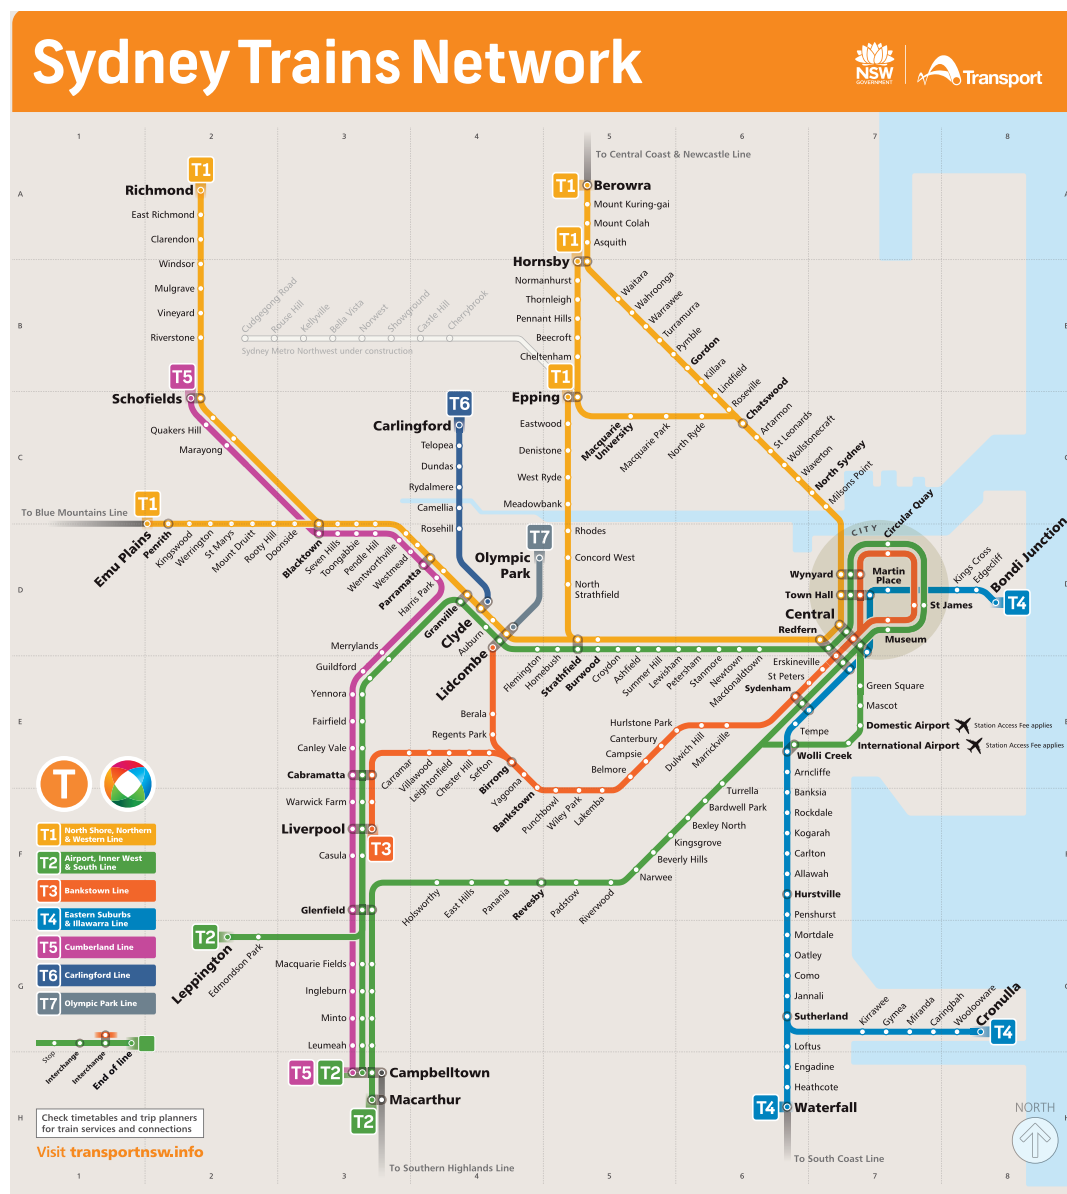 Sydney Trains Network
NSW
GOVERNMENT
Transport
1
2
3
4
5
6
7
8
A
B
C
D
E
F
G
H
To Central Coast & Newcastle Line
T1
Richmond
East Richmond
Clarendon
Windsor
Mulgrave
Vineyard
Riverstone
T5
Schofields
Quakers Hill
Marayong
T1
Berowra
Mount Kuring-gai
Mount Colah
Asquith
T1
Hornsby
Normanhurst
Thornleigh
Pennant Hills
Beecroft
Cheltenham
T1
Epping
Eastwood
Denistone
West Ryde
Meadowbank
Rhodes
Concord West
North
Strathfield
Waitara
Wahroonga
Warrawee
Turramurra
Pymble
Gordon
Killara
Lindfield
Roseville
Chatswood
Artarmon
St Leonards
Wollstonecraft
Waverton
North Sydney
Milsons Point
Macquarie
University
Macquarie Park
North Ryde
Cudgegong Road
Rouse Hill
Kellyville
Bella Vista
Norwest
Showground
Castle Hill
Cherrybrook
Sydney Metro Northwest under construction
T6
Carlingford
Telopea
Dundas
Rydalmere
Camellia
Rosehill
T7
Olympic
Park
To Blue Mountains Line
T1
Emu Plains
Penrith
Kingswood
Werrington
St Marys
Mount Druitt
Rooty Hill
Doonside
Blacktown
Seven Hills
Toongabbie
Pendle Hill
Wentworthville
Westmead
Parramatta
Harris Park
Granville
Clyde
Auburn
Lidcombe
Flemington
Homebush
Strathfield
Burwood
Croydon
Ashfield
Summer Hill
Lewisham
Petersham
Stanmore
Newtown
Macdonaldtown
Redfern
Central
Town Hall
Wynyard
CITY
Circular Quay
Martin
Place
St James
Museum
Kings Cross
Edgecliff
Bondi Junction
T4
Merrylands
Guildford
Yennora
Fairfield
Canley Vale
Cabramatta
Warwick Farm
Liverpool
T3
Casula
Glenfield
T2
Leppington
Edmondson Park
Macquarie Fields
Ingleburn
Minto
Leumeah
T5
T2
Campbelltown
Macarthur
T2
To Southern Highlands Line
Berala
Regents Park
Carramar
Villawood
Leightonfield
Chester Hill
Sefton
Birrong
Yagoona
Bankstown
Punchbowl
Wiley Park
Lakemba
Belmore
Campsie
Canterbury
Hurlstone Park
Dulwich Hill
Marrickville
Erskineville
St Peters
Sydenham
Tempe
Wolli Creek
Green Square
Mascot
Domestic Airport
Station Access Fee applies
International Airport
Station Access Fee applies
Turrella
Bardwell Park
Bexley North
Kingsgrove
Beverly Hills
Narwee
Riverwood
Padstow
Revesby
Panania
East Hills
Holsworthy
Arncliffe
Banksia
Rockdale
Kogarah
Carlton
Allawah
Hurstville
Penshurst
Mortdale
Oatley
Como
Jannali
Sutherland
Kirrawee
Gymea
Miranda
Caringbah
Woolooware
Cronulla
T4
Loftus
Engadine
Heathcote
T4
Waterfall
To South Coast Line
NORTH
T
T1 North Shore, Northern
& Western Line
T2 Airport, Inner West
& South Line
T3 Bankstown Line
T4 Eastern Suburbs
& Illawarra Line
T5 Cumberland Line
T6 Carlingford Line
T7 Olympic Park Line
Stop
Interchange
Interchange
End of line
Check timetables and trip planners
for train services and connections
Visit transportnsw.info
1
2
3
4
5
6
7
8